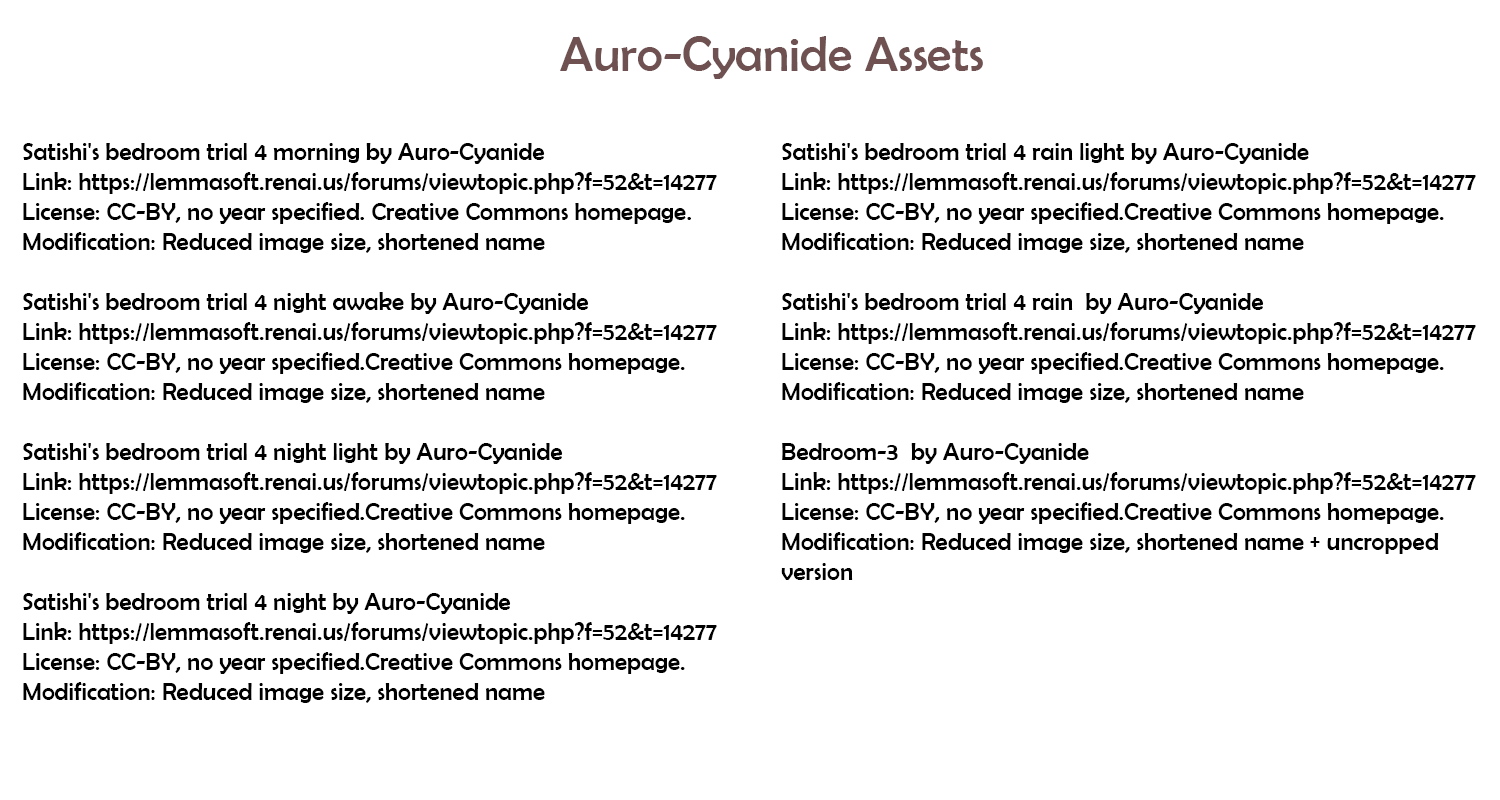 Auro-Cyanide Assets
Satishi's bedroom trial 4 morning by Auro-Cyanide
Link: https://lemmasoft.renai.us/forums/viewtopic.php?f=52&t=14277
License: CC-BY, no year specified. Creative Commons homepage.
Modification: Reduced image size, shortened name
Satishi's bedroom trial 4 night awake by Auro-Cyanide
Link: https://lemmasoft.renai.us/forums/viewtopic.php?f=52&t=14277
License: CC-BY, no year specified.Creative Commons homepage.
Modification: Reduced image size, shortened name
Satishi's bedroom trial 4 night light by Auro-Cyanide
Link: https://lemmasoft.renai.us/forums/viewtopic.php?f=52&t=14277
License: CC-BY, no year specified.Creative Commons homepage.
Modification: Reduced image size, shortened name
Satishi's bedroom trial 4 night by Auro-Cyanide
Link: https://lemmasoft.renai.us/forums/viewtopic.php?f=52&t=14277
License: CC-BY, no year specified.Creative Commons homepage.
Modification: Reduced image size, shortened name
Satishi's bedroom trial 4 rain light by Auro-Cyanide
Link: https://lemmasoft.renai.us/forums/viewtopic.php?f=52&t=14277
License: CC-BY, no year specified.Creative Commons homepage.
Modification: Reduced image size, shortened name
Satishi's bedroom trial 4 rain  by Auro-Cyanide
Link: https://lemmasoft.renai.us/forums/viewtopic.php?f=52&t=14277
License: CC-BY, no year specified.Creative Commons homepage.
Modification: Reduced image size, shortened name
Bedroom-3  by Auro-Cyanide
Link: https://lemmasoft.renai.us/forums/viewtopic.php?f=52&t=14277
License: CC-BY, no year specified.Creative Commons homepage.
Modification: Reduced image size, shortened name + uncropped
version